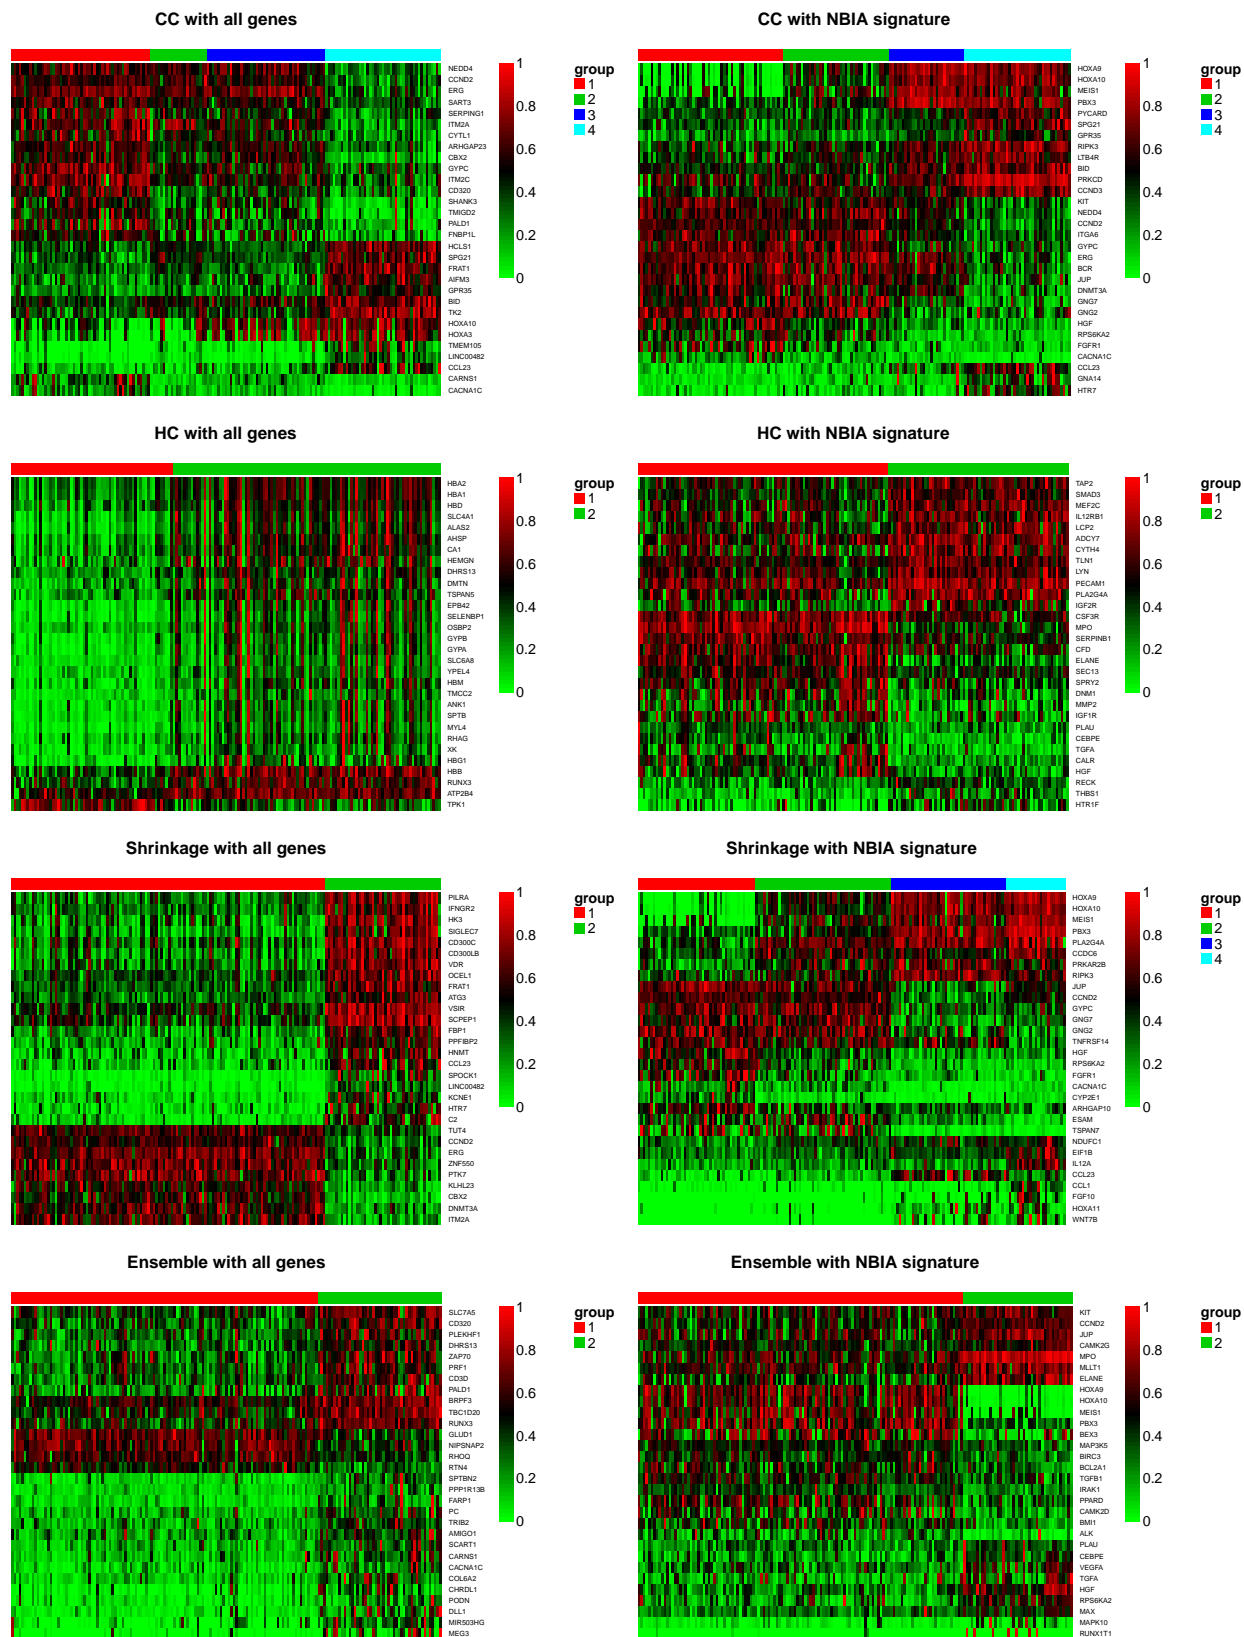 CC with all genes
NEDD4
CCND2
ERG
SART3
SERPING1
ITM2A
CYTL1
ARHGAP23
CBX2
GYPC
ITM2C
CD320
SHANK3
TMIGD2
PALD1
FNBP1L
HCLS1
SPG21
FRAT1
AIFM3
GPR35
BID
TK2
HOXA10
HOXA3
TMEM105
LINC00482
CCL23
CARNS1
CACNA1C
1
0.8
0.6
0.4
0.2
0
group
1
2
3
4
CC with NBIA signature
HOXA9
HOXA10
MEIS1
PBX3
PYCARD
SPG21
GPR35
RIPK3
LTB4R
BID
PRKCD
CCND3
KIT
NEDD4
CCND2
ITGA6
GYPC
ERG
BCR
JUP
DNMT3A
GNG7
GNG2
HGF
RPS6KA2
FGFR1
CACNA1C
CCL23
GNA14
HTR7
1
0.8
0.6
0.4
0.2
0
group
1
2
3
4
HC with all genes
HBA2
HBA1
HBD
SLC4A1
ALAS2
AHSP
CA1
HEMGN
DHRS13
DMTN
TSPAN5
EPB42
SELENBP1
OSBP2
GYPB
GYPA
SLC6A8
YPEL4
HBM
TMCC2
ANK1
SPTB
MYL4
RHAG
XK
HBG1
HBB
RUNX3
ATP2B4
TPK1
1
0.8
0.6
0.4
0.2
0
group
1
2
HC with NBIA signature
TAP2
SMAD3
MEF2C
IL12RB1
LCP2
ADCY7
CYTH4
TLN1
LYN
PECAM1
PLA2G4A
IGF2R
CSF3R
MPO
SERPINB1
CFD
ELANE
SEC13
SPRY2
DNM1
MMP2
IGF1R
PLAU
CEBPE
TGFA
CALR
HGF
RECK
THBS1
HTR1F
1
0.8
0.6
0.4
0.2
0
group
1
2
Shrinkage with all genes
PILRA
IFNGR2
HK3
SIGLEC7
CD300C
CD300LB
VDR
OCEL1
FRAT1
ATG3
VSIR
SCPEP1
FBP1
PPFIBP2
HNMT
CCL23
SPOCK1
LINC00482
KCNE1
HTR7
C2
TUT4
CCND2
ERG
ZNF550
PTK7
KLHL23
CBX2
DNMT3A
ITM2A
1
0.8
0.6
0.4
0.2
0
group
1
2
Shrinkage with NBIA signature
HOXA9
HOXA10
MEIS1
PBX3
PLA2G4A
CCDC6
PRKAR2B
RIPK3
JUP
CCND2
GYPC
GNG7
GNG2
TNFRSF14
HGF
RPS6KA2
FGFR1
CACNA1C
CYP2E1
ARHGAP10
ESAM
TSPAN7
NDUFC1
EIF1B
IL12A
CCL23
CCL1
FGF10
HOXA11
WNT7B
1
0.8
0.6
0.4
0.2
0
group
1
2
3
4
Ensemble with all genes
SLC7A5
CD320
PLEKHF1
DHRS13
ZAP70
PRF1
CD3D
PALD1
BRPF3
TBC1D20
RUNX3
GLUD1
NIPSNAP2
RHOQ
RTN4
SPTBN2
PPP1R13B
FARP1
PC
TRIB2
AMIGO1
SCART1
CARNS1
CACNA1C
COL6A2
CHRDL1
PODN
DLL1
MIR503HG
MEG3
1
0.8
0.6
0.4
0.2
0
group
1
2
Ensemble with NBIA signature
KIT
CCND2
JUP
CAMK2G
MPO
MLLT1
ELANE
HOXA9
HOXA10
MEIS1
PBX3
BEX3
MAP3K5
BIRC3
BCL2A1
TGFB1
IRAK1
PPARD
CAMK2D
BMI1
ALK
PLAU
CEBPE
VEGFA
TGFA
HGF
RPS6KA2
MAX
MAPK10
RUNX1T1
1
0.8
0.6
0.4
0.2
0
group
1
2